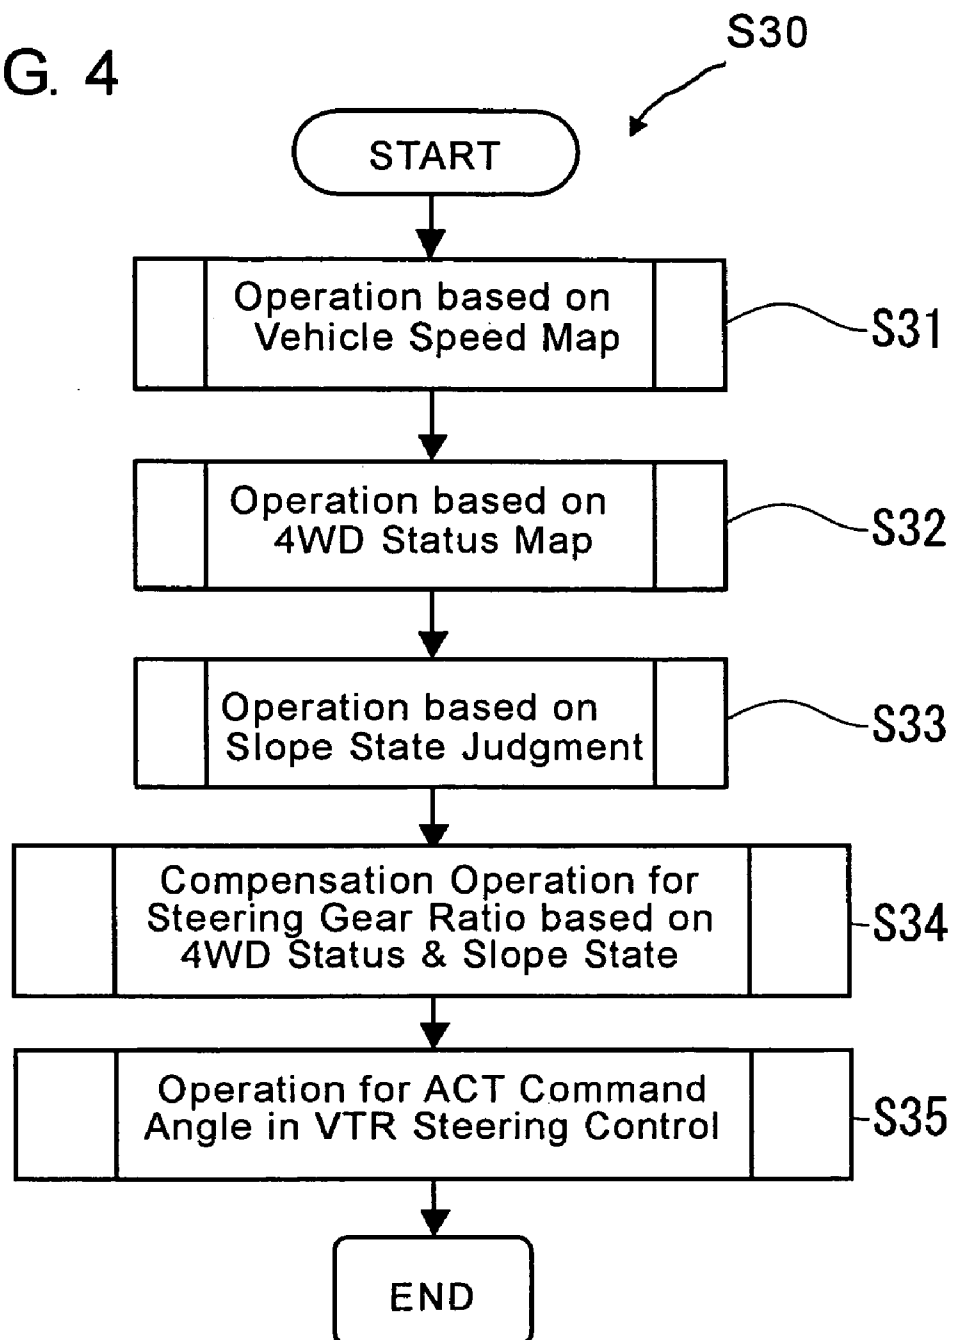 G. 4
S30
START
Operation based on
Vehicle Speed Map
S31
Operation based on
4WD Status Map
S32
Operation based on
Slope State Judgment
S33
Compensation Operation for
Steering Gear Ratio based on
4WD Status & Slope State
S34
Operation for ACT Command
Angle in VTR Steering Control
S35
END